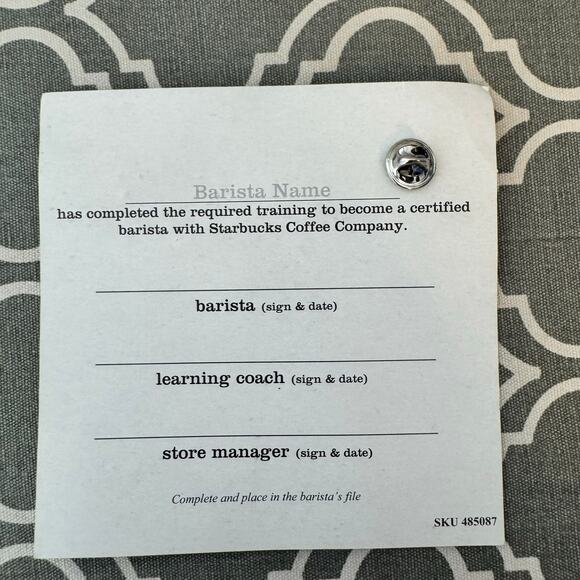 Barista Name
has completed the required training to become a certified
barista with Starbucks Coffee Company.
barista (sign & date)
learning coach (sign & date)
store manager (sign & date)
Complete and place in the barista's file
SKU 485087